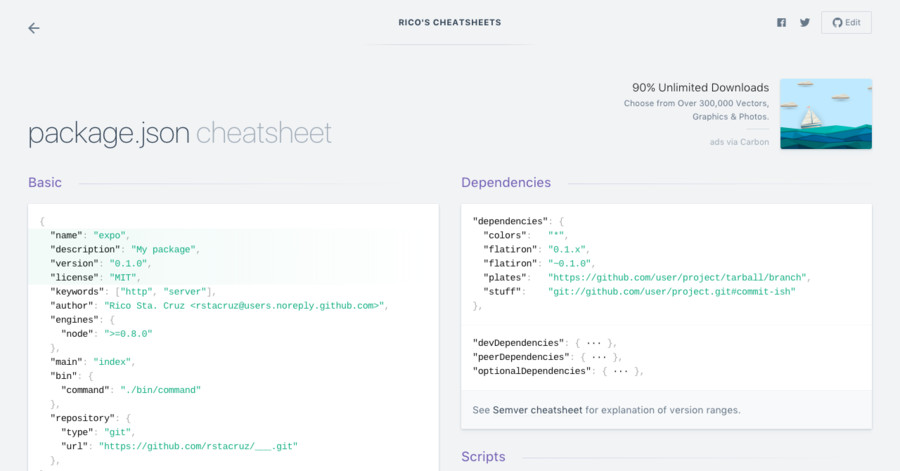 RICO'S CHEATSHEETS
Edit
90% Unlimited Downloads
Choose from Over 300,000 Vectors,
Graphics & Photos.
ads via Carbon
package.json cheatsheet
Basic
{
"name": "expo",
"description": "My package",
"version": "0.1.0",
"license": "MIT",
"keywords": ["http", "server"],
"author": "Rico Sta. Cruz <rstacruz@users.noreply.github.com>",
"engines": {
"node": ">=0.8.0"
},
"main": "index",
"bin": {
"command": "./bin/command"
},
"repository": {
"type": "git",
"url": "https://github.com/rstacruz/___.git"
},
Dependencies
"dependencies": {
"colors": "*",
"flatiron": "0.1.x",
"flatiron": "~0.1.0",
"plates": "https://github.com/user/project/tarball/branch",
"stuff": "git://github.com/user/project.git#commit-ish"
},
"devDependencies": { ··· },
"peerDependencies": { ··· },
"optionalDependencies": { ··· },
See Semver cheatsheet for explanation of version ranges.
Scripts